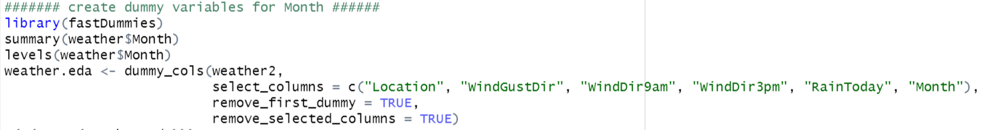 ####### create dummy variables for Month ######
library(fastDummies)
summary(weather$Month)
levels(weather$Month)
weather.eda <- dummy_cols(weather2,
select_columns = c("Location", "WindGustDir", "WindDir9am", "WindDir3pm", "RainToday", "Month"),
remove_first_dummy = TRUE,
remove_selected_columns = TRUE)